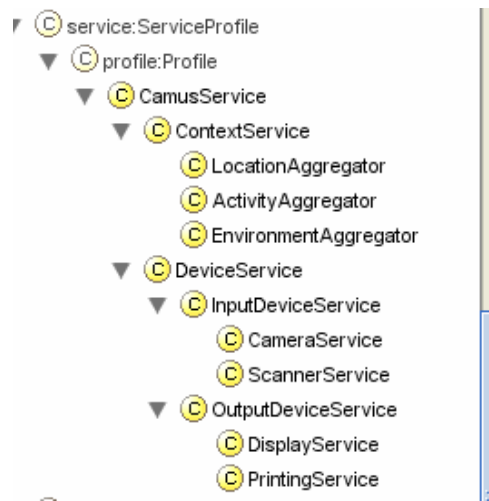 service:ServiceProfile
profile:Profile
CamusService
ContextService
LocationAggregator
ActivityAggregator
EnvironmentAggregator
DeviceService
InputDeviceService
CameraService
ScannerService
OutputDeviceService
DisplayService
PrintingService